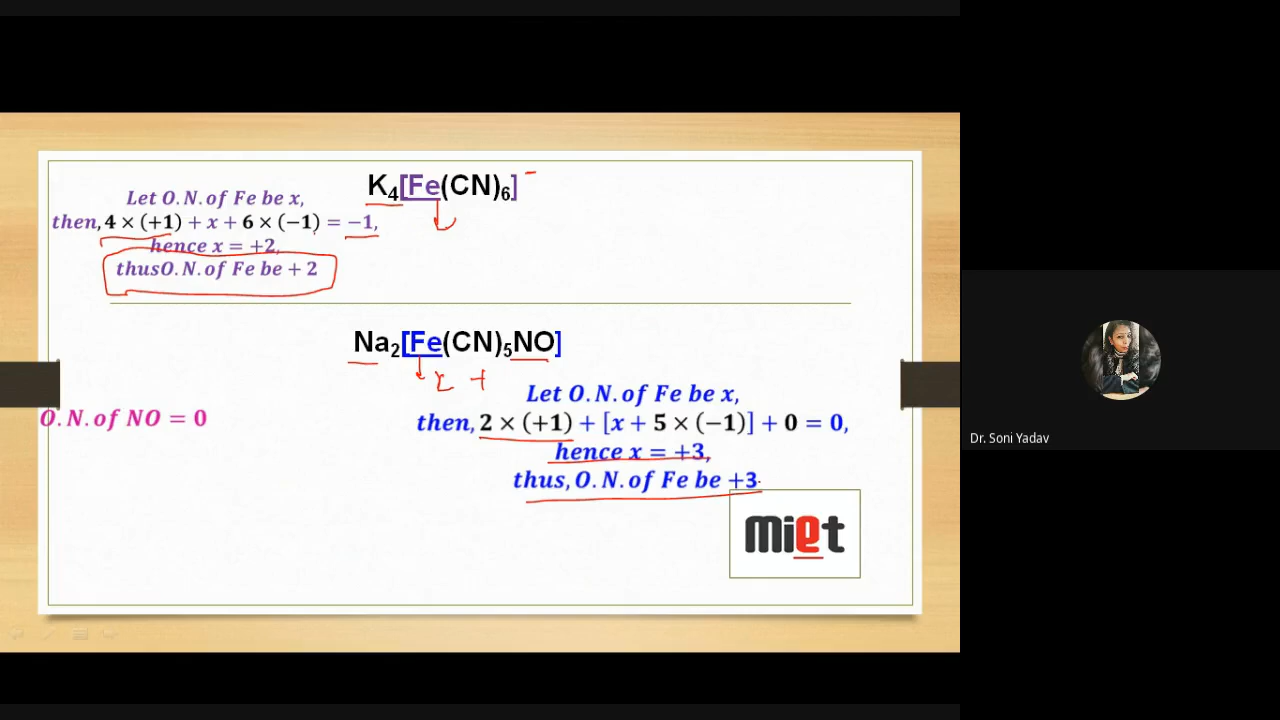 K₄[Fe(CN)₆]
Let O.N. of Fe be x,
then, 4 × (+1) + x + 6 × (−1) = −1,
hence x = +2,
thusO.N. of Fe be + 2
Na₂[Fe(CN)₅NO]
x +
O.N. of NO = 0
Let O.N. of Fe be x,
then, 2 × (+1) + [x + 5 × (−1)] + 0 = 0,
hence x = +3,
thus, O.N. of Fe be +3
miet
Dr. Soni Yadav